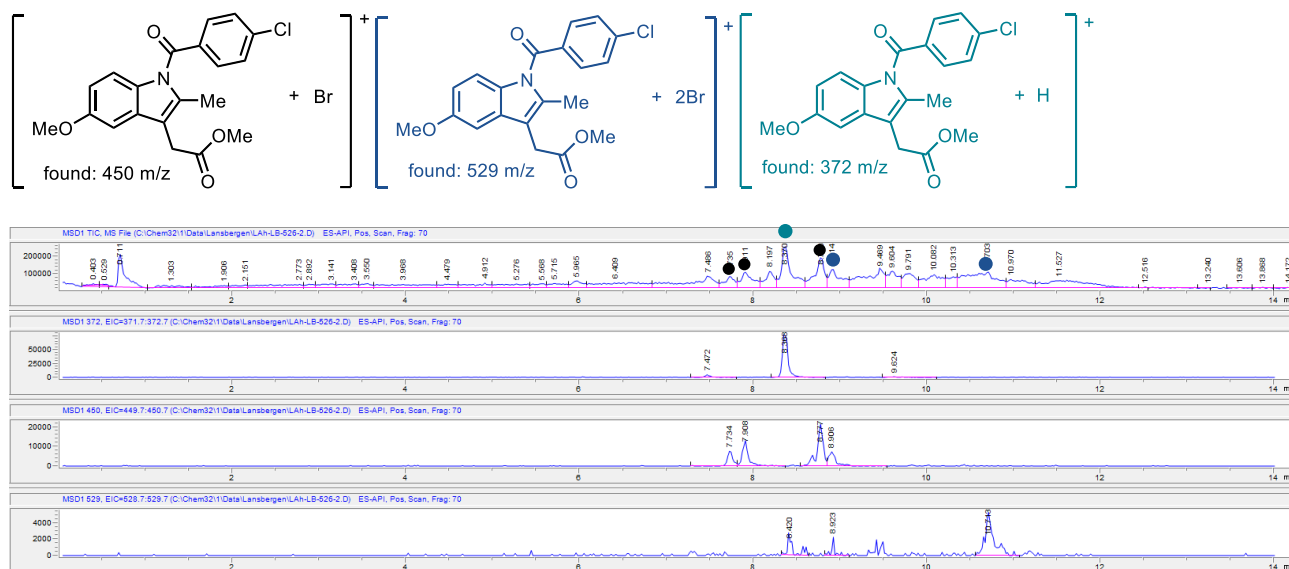 O
Cl
N
Me
MeO
OMe
O
+ Br
+
found: 450 m/z
O
Cl
N
Me
MeO
OMe
O
+ 2Br
+
found: 529 m/z
O
Cl
N
Me
MeO
OMe
O
+ H
+
found: 372 m/z
MSD1 TIC, MS File (C:\Chem32\1\Data\Lansbergen\LAh-LB-526-2.D) ES-API, Pos, Scan, Frag: 70
200000
100000
0
0.403 0.529 0.711 1.303 1.906 2.151 2.773 2.892 3.141 3.408 3.550 3.968 4.479 4.912 5.276 5.568 5.715 5.965 6.409 7.486 8.197 9.469 9.604 9.791 10.082 10.313 10.970 11.527 12.516 13.240 13.606 13.868 14.172
2 4 6 8 10 12 14
MSD1 372, EIC=371.7:372.7 (C:\Chem32\1\Data\Lansbergen\LAh-LB-526-2.D) ES-API, Pos, Scan, Frag: 70
50000
25000
0
7.472 8.368 9.624
2 4 6 8 10 12 14
MSD1 450, EIC=449.7:450.7 (C:\Chem32\1\Data\Lansbergen\LAh-LB-526-2.D) ES-API, Pos, Scan, Frag: 70
20000
10000
0
7.734 7.908 8.777 8.906
2 4 6 8 10 12 14
MSD1 529, EIC=528.7:529.7 (C:\Chem32\1\Data\Lansbergen\LAh-LB-526-2.D) ES-API, Pos, Scan, Frag: 70
4000
2000
0
8.420 8.923 10.743
2 4 6 8 10 12 14